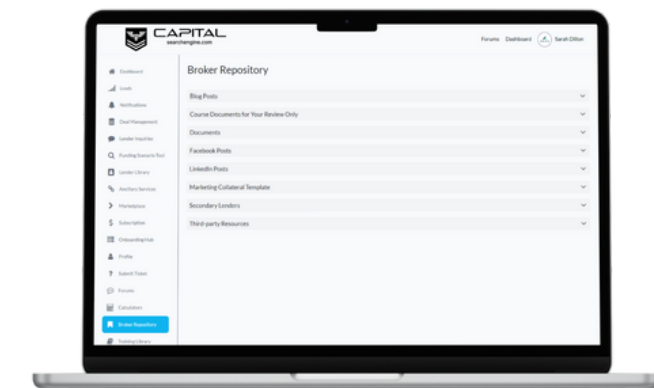 CAPITAL
searchengine.com
Forums Dashboard Sarah Dillon
Dashboard
Leads
Notifications
Deal Management
Lender Inquiries
Funding Scenario Tool
Lender Library
Ancillary Services
Marketplace
Subscription
Onboarding Hub
Profile
Submit Ticket
Forums
Calculators
Broker Repository
Training Library
Broker Repository
Blog Posts
Course Documents for Your Review Only
Documents
Facebook Posts
LinkedIn Posts
Marketing Collateral Template
Secondary Lenders
Third-party Resources